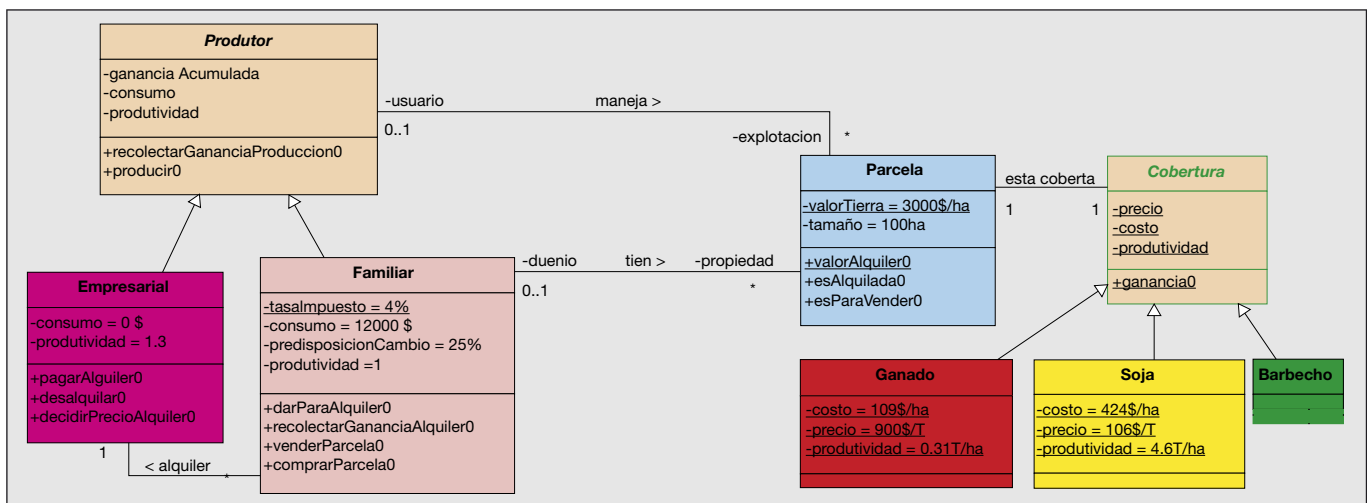 Produtor
-ganancia Acumulada
-consumo
-produtividad
+recolectarGananciaProduccion0
+producir0
-usuario
maneja >
0..1
-explotacion
*
Parcela
-valorTierra = 3000$/ha
-tamaño = 100ha
+valorAlquiler0
+esAlquilada0
+esParaVender0
esta coberta
1
1
Cobertura
-precio
-costo
-produtividad
+ganancia0
Empresarial
-consumo = 0 $
-produtividad = 1.3
+pagarAlguiler0
+desalquilar0
+decidirPrecioAlquiler0
Familiar
-tasaImpuesto = 4%
-consumo = 12000 $
-predisposicionCambio = 25%
-produtividad =1
+darParaAlquiler0
+recolectarGananciaAlquiler0
+venderParcela0
+comprarParcela0
-duenio
tien >
-propiedad
0..1
*
1
< alquiler
*
Ganado
-costo = 109$/ha
-precio = 900$/T
-produtividad = 0.31T/ha
Soja
-costo = 424$/ha
-precio = 106$/T
-produtividad = 4.6T/ha
Barbecho